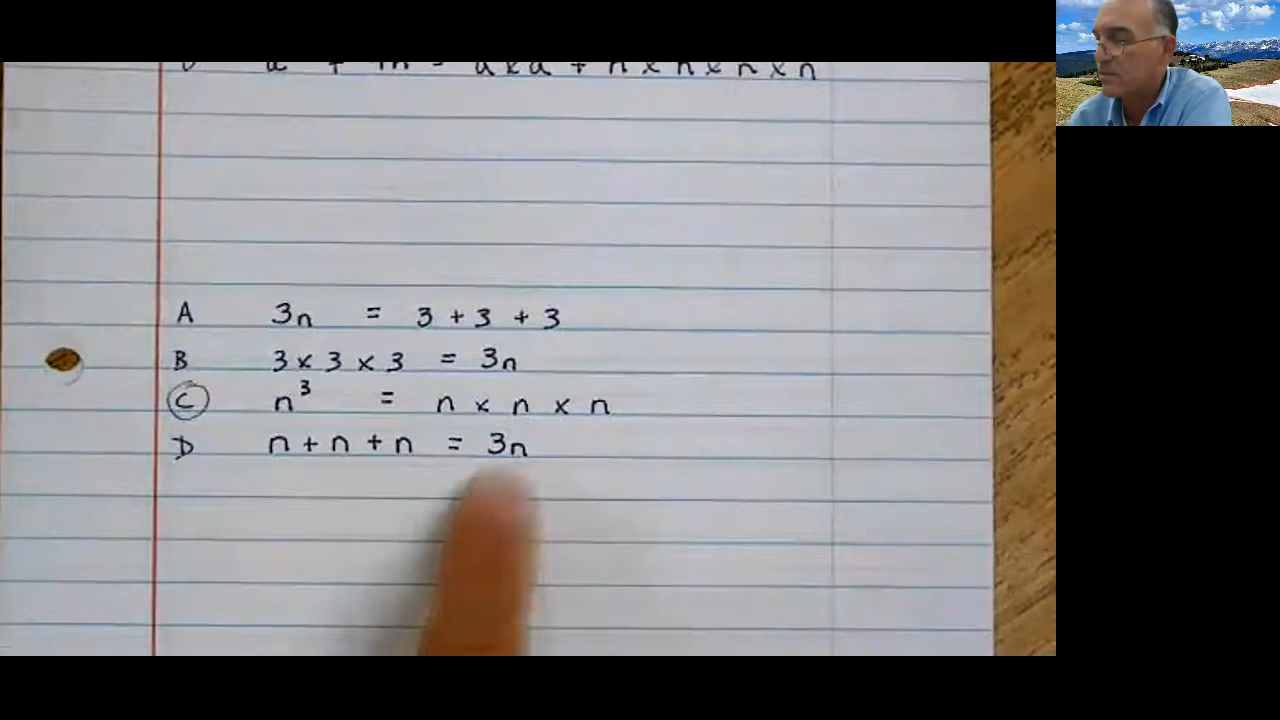 A 3n = 3 + 3 + 3
B 3 × 3 × 3 = 3n
C n³ = n × n × n
D n + n + n = 3n